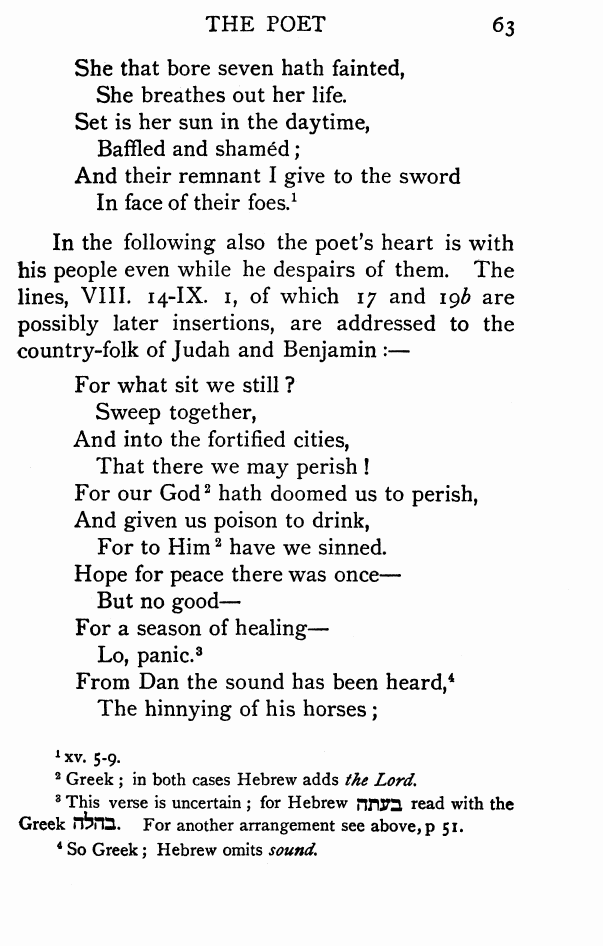 THE POET 63
She that bore seven hath fainted,
She breathes out her life.
Set is her sun in the daytime,
Baffled and shaméd ;
And their remnant I give to the sword
In face of their foes.¹
In the following also the poet's heart is with
his people even while he despairs of them. The
lines, VIII. 14-IX. 1, of which 17 and 19b are
possibly later insertions, are addressed to the
country-folk of Judah and Benjamin :—
For what sit we still ?
Sweep together,
And into the fortified cities,
That there we may perish !
For our God² hath doomed us to perish,
And given us poison to drink,
For to Him² have we sinned.
Hope for peace there was once—
But no good—
For a season of healing—
Lo, panic.³
From Dan the sound has been heard,⁴
The hinnying of his horses ;
¹ xv. 5-9.
² Greek ; in both cases Hebrew adds the Lord.
³ This verse is uncertain ; for Hebrew בעתה read with the
Greek בהלה. For another arrangement see above, p 51.
⁴ So Greek ; Hebrew omits sound.